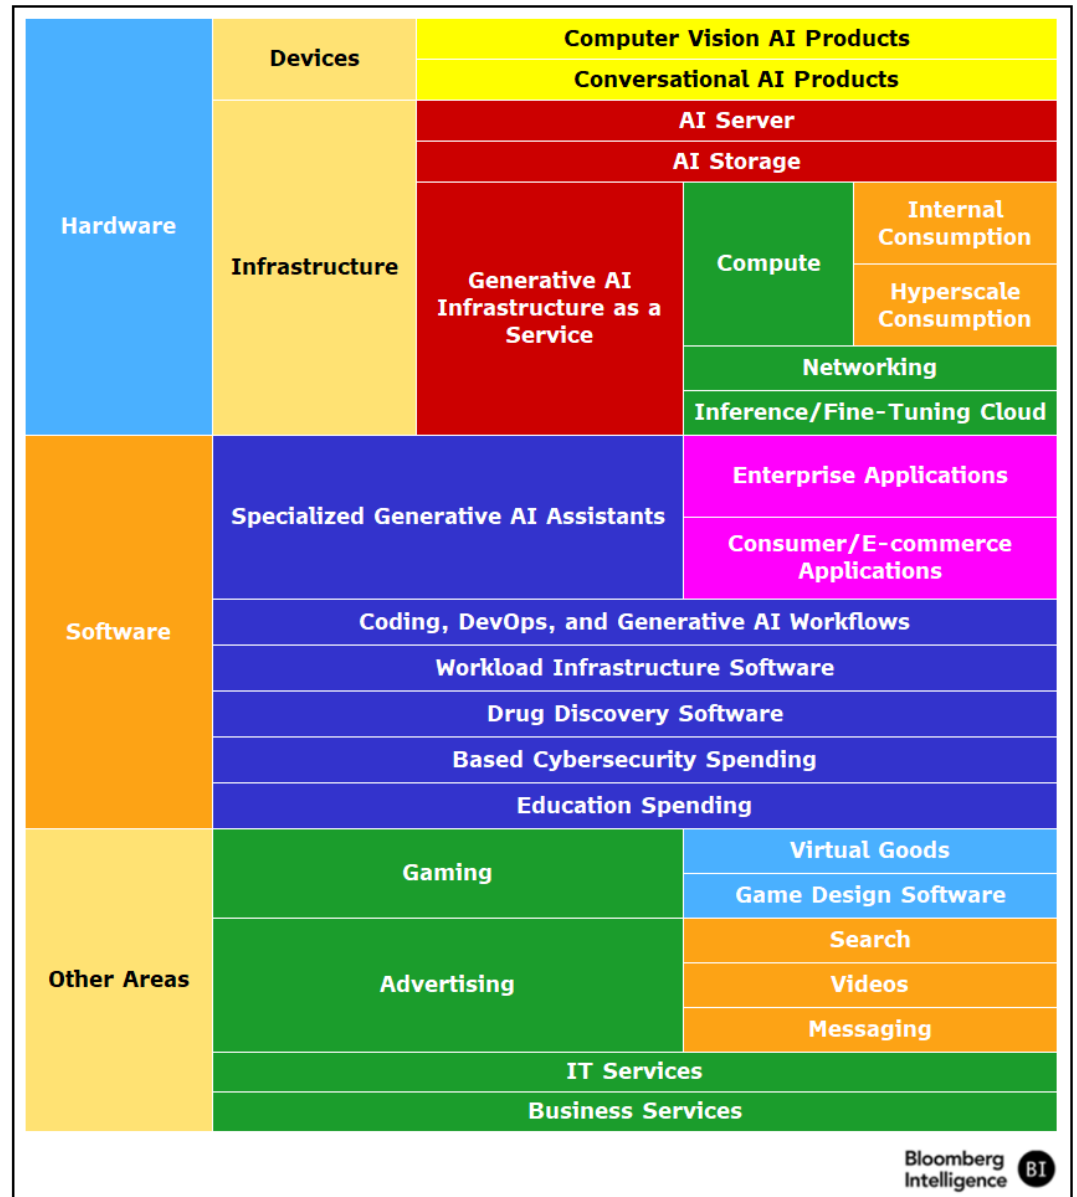 Hardware
Devices
Computer Vision AI Products
Conversational AI Products
Infrastructure
AI Server
AI Storage
Generative AI
Infrastructure as a
Service
Compute
Internal
Consumption
Hyperscale
Consumption
Networking
Inference/Fine-Tuning Cloud
Software
Specialized Generative AI Assistants
Enterprise Applications
Consumer/E-commerce
Applications
Coding, DevOps, and Generative AI Workflows
Workload Infrastructure Software
Drug Discovery Software
Based Cybersecurity Spending
Education Spending
Other Areas
Gaming
Virtual Goods
Game Design Software
Advertising
Search
Videos
Messaging
IT Services
Business Services
Bloomberg
Intelligence
BI